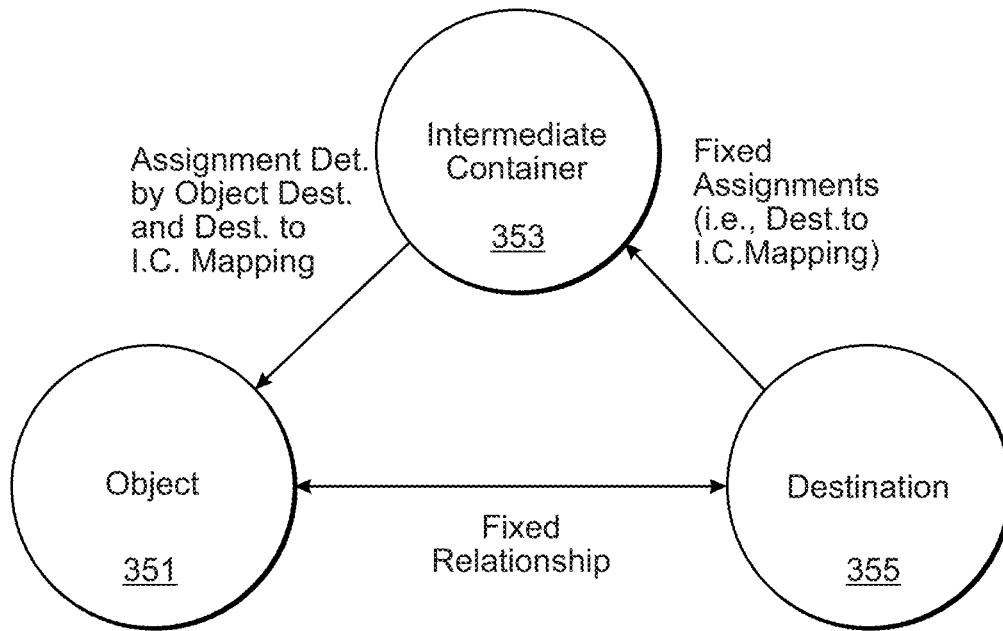 Intermediate
Container
353
Assignment Det.
by Object Dest.
and Dest. to
I.C. Mapping
Fixed
Assignments
(i.e., Dest.to
I.C.Mapping)
Object
351
Fixed
Relationship
Destination
355